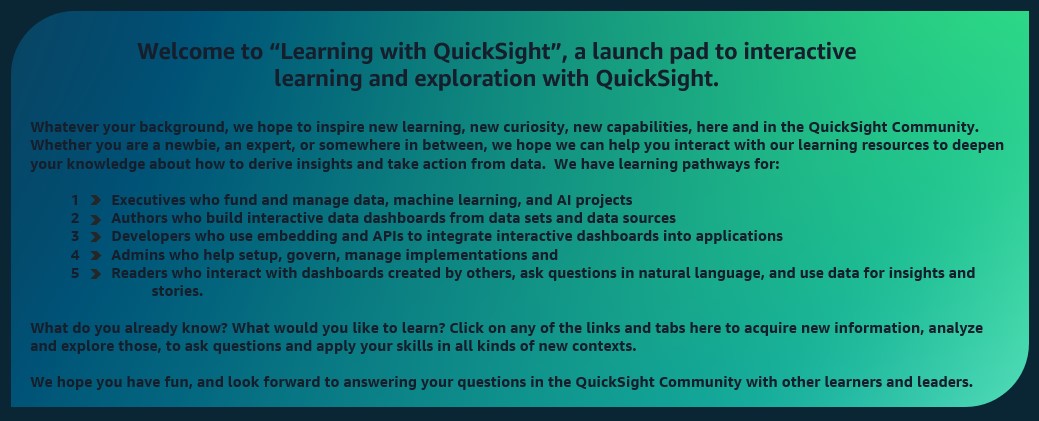 Welcome to “Learning with QuickSight”, a launch pad to interactive
learning and exploration with QuickSight.
Whatever your background, we hope to inspire new learning, new curiosity, new capabilities, here and in the QuickSight Community.
Whether you are a newbie, an expert, or somewhere in between, we hope we can help you interact with our learning resources to deepen
your knowledge about how to derive insights and take action from data.  We have learning pathways for:
1 Executives who fund and manage data, machine learning, and AI projects
2 Authors who build interactive data dashboards from data sets and data sources
3 Developers who use embedding and APIs to integrate interactive dashboards into applications
4 Admins who help setup, govern, manage implementations and
5 Readers who interact with dashboards created by others, ask questions in natural language, and use data for insights and
stories.
What do you already know? What would you like to learn? Click on any of the links and tabs here to acquire new information, analyze
and explore those, to ask questions and apply your skills in all kinds of new contexts.
We hope you have fun, and look forward to answering your questions in the QuickSight Community with other learners and leaders.